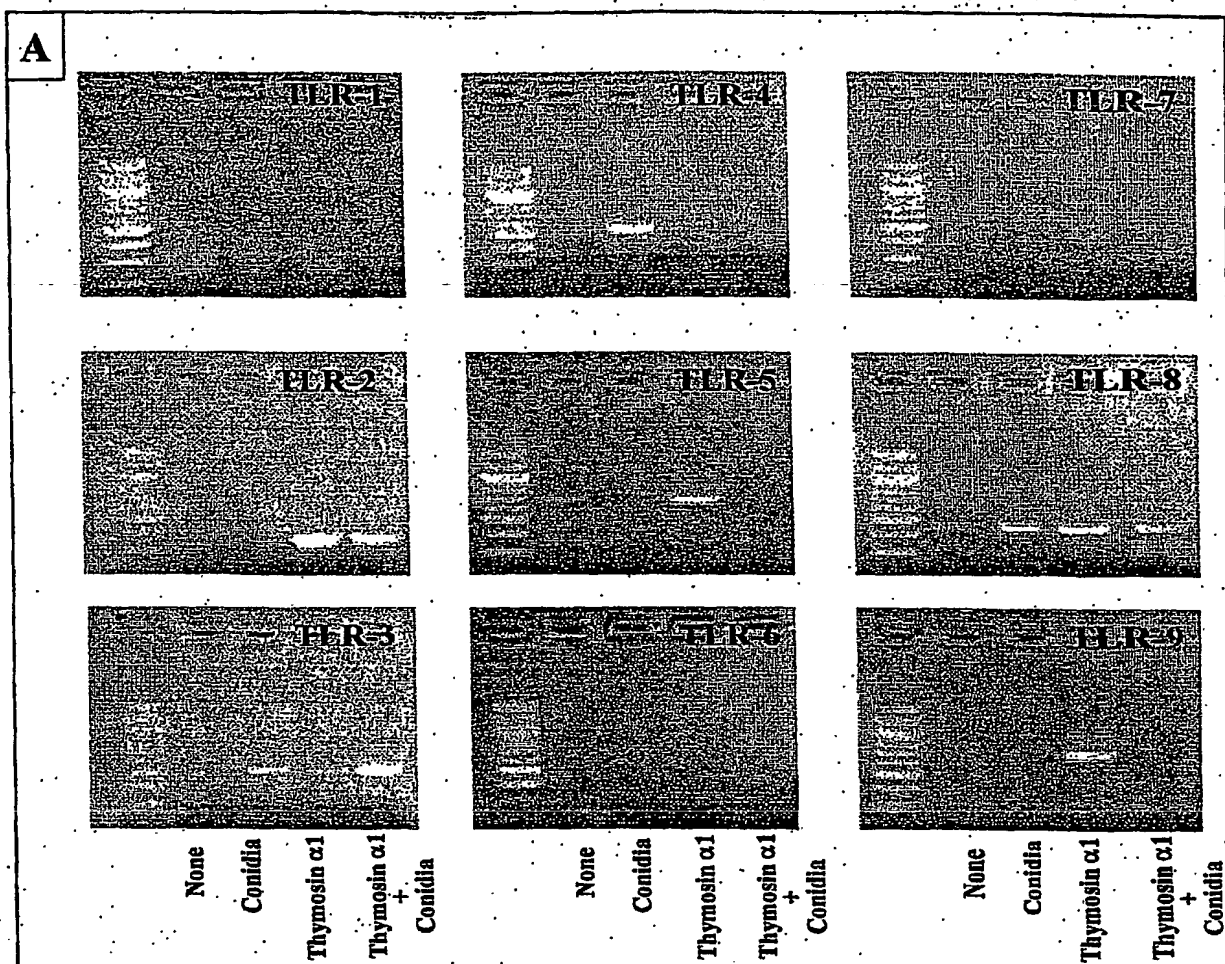 A
TLR-1
TLR-4
TLR-7
TLR-2
TLR-5
TLR-8
TLR-3
TLR-6
TLR-9
None
Conidia
Thymosin α1
Thymosin α1
+
Conidia
None
Conidia
Thymosin α1
Thymosin α1
+
Conidia
None
Conidia
Thymosin α1
Thymosin α1
+
Conidia